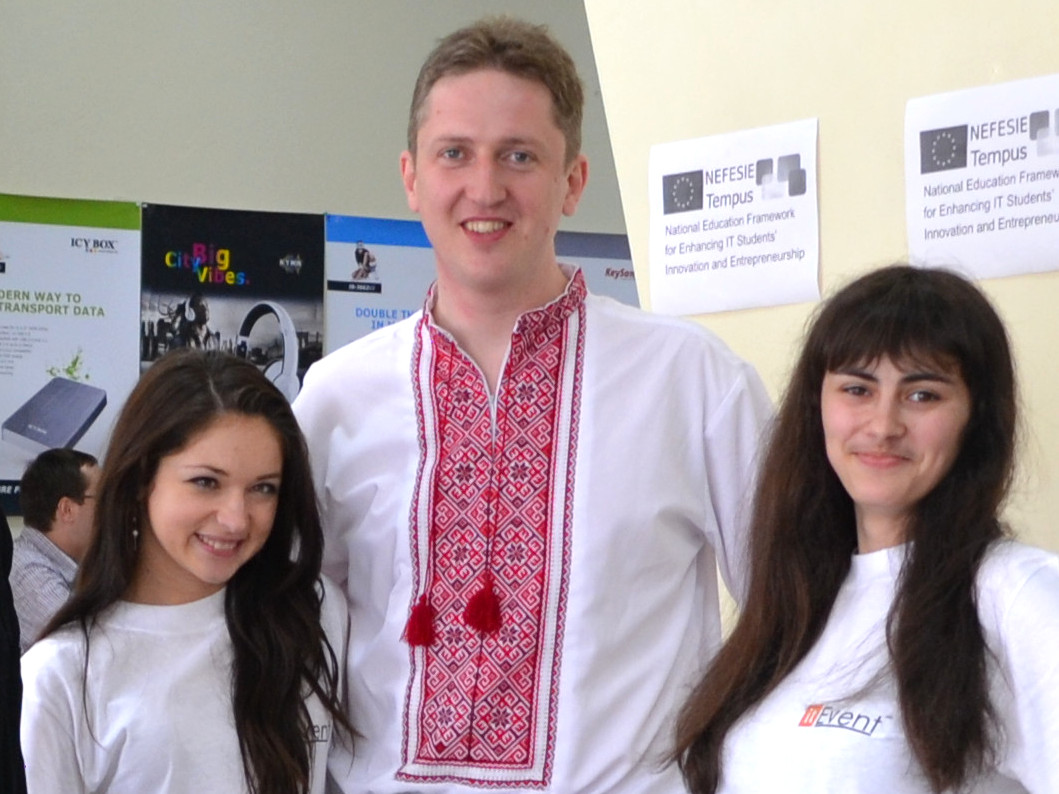 ICY BOX
DERN WAY TO
TRANSPORT DATA
Big
City
Vibes.
DOUBLE TH
IN
KeySon
NEFESIE
Tempus
National Education Framework
for Enhancing IT Students'
Innovation and Entrepreneurship
NEFESIE
Tempus
National Education Framew
for Enhancing IT Students'
Innovation and Entrepreneu
ITEvent